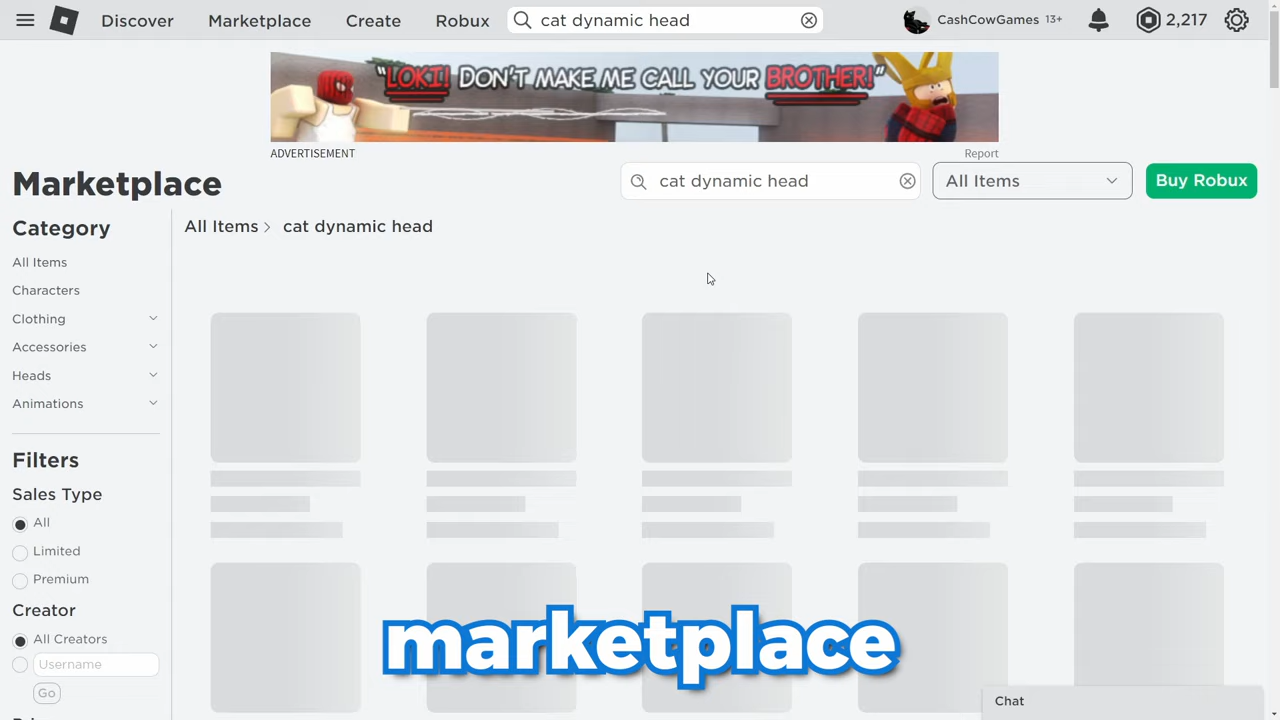 Discover
Marketplace
Create
Robux
cat dynamic head
CashCowGames 13+
2,217
"LOKI! DON'T MAKE ME CALL YOUR BROTHER!"
ADVERTISEMENT
Report
Marketplace
cat dynamic head
All Items
Buy Robux
Category
All Items
Characters
Clothing
Accessories
Heads
Animations
Filters
Sales Type
All
Limited
Premium
Creator
All Creators
Username
Go
All Items > cat dynamic head
marketplace
Chat